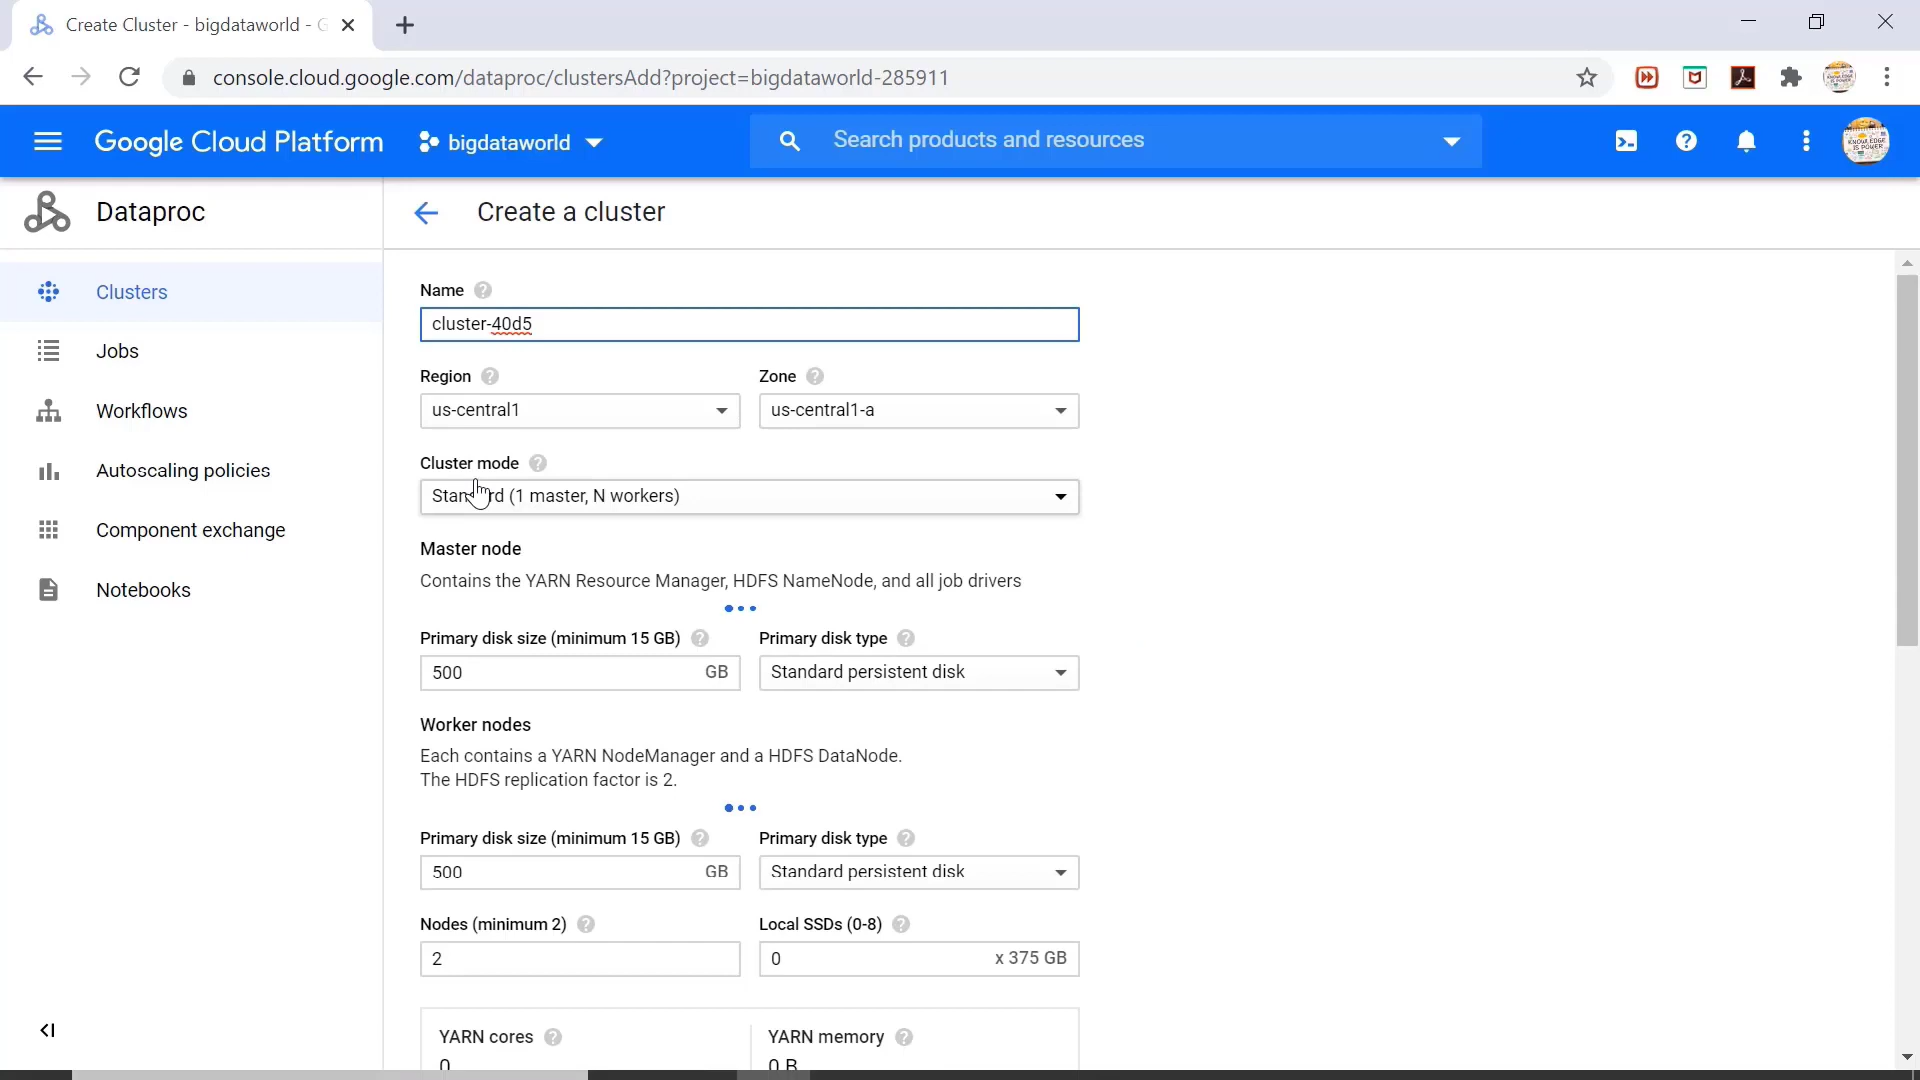 Create Cluster - bigdataworld - G
console.cloud.google.com/dataproc/clustersAdd?project=bigdataworld-285911
Google Cloud Platform
bigdataworld
Search products and resources
KNOWLEDGE
IS POWER
Dataproc
Create a cluster
Clusters
Jobs
Workflows
Autoscaling policies
Component exchange
Notebooks
Name
cluster-40d5
Region
Zone
us-central1
us-central1-a
Cluster mode
Standard (1 master, N workers)
Master node
Contains the YARN Resource Manager, HDFS NameNode, and all job drivers
Primary disk size (minimum 15 GB)
Primary disk type
500 GB
Standard persistent disk
Worker nodes
Each contains a YARN NodeManager and a HDFS DataNode.
The HDFS replication factor is 2.
Primary disk size (minimum 15 GB)
Primary disk type
500 GB
Standard persistent disk
Nodes (minimum 2)
Local SSDs (0-8)
2
0 x 375 GB
YARN cores
YARN memory
0
0 B